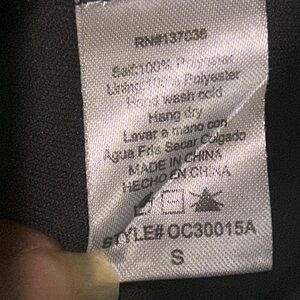 RN#137036
Self:100% Polyester
Lining:100% Polyester
Hand wash cold
Hang dry
Lavar a mano con
Agua Fria Secar Colgado
MADE IN CHINA
HECHO EN CHINA
STYLE# OC30015A
S